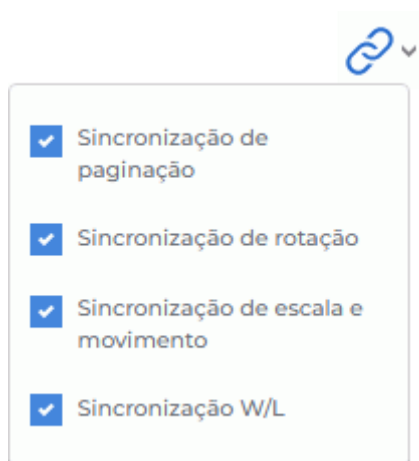 Sincronização de
paginação
Sincronização de rotação
Sincronização de escala e
movimento
Sincronização W/L